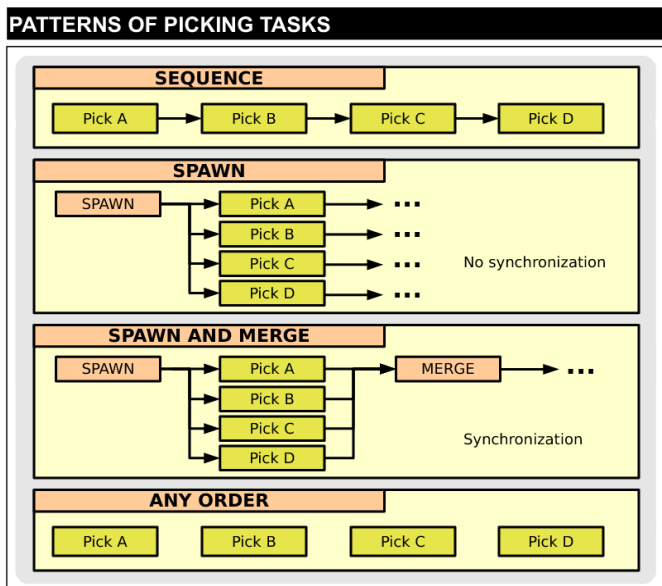 PATTERNS OF PICKING TASKS
SEQUENCE
Pick A Pick B Pick C Pick D
SPAWN
SPAWN Pick A ...
Pick B ...
Pick C ...
No synchronization
Pick D ...
SPAWN AND MERGE
SPAWN Pick A MERGE ...
Pick B
Pick C
Synchronization
Pick D
ANY ORDER
Pick A Pick B Pick C Pick D